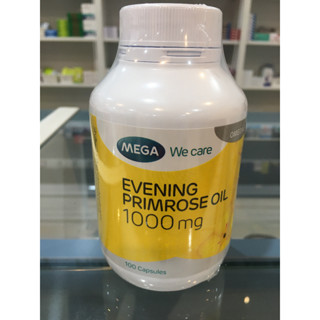 MEGA We care
EVENING
PRIMROSE OIL
1000 mg
100 Capsules